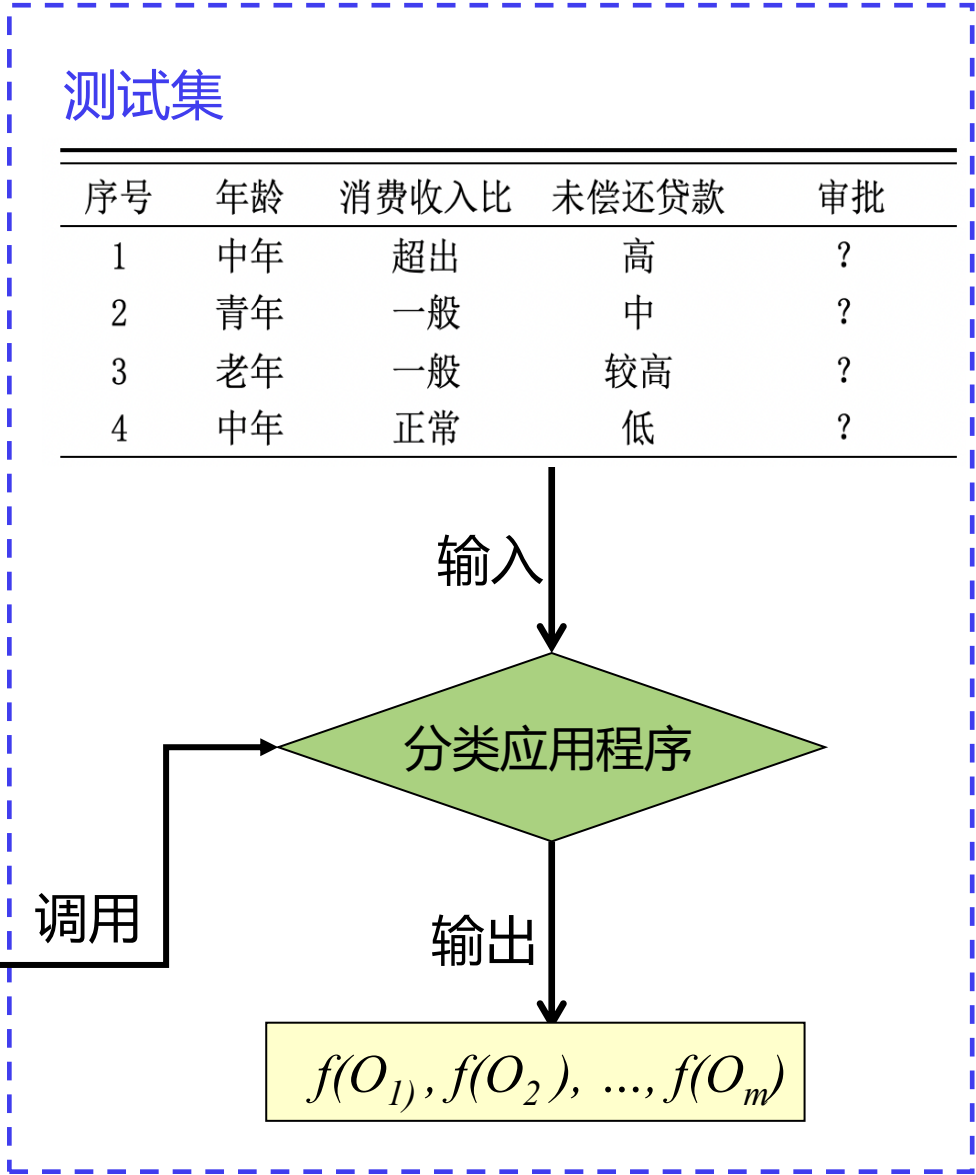 测试集
序号 年龄 消费收入比 未偿还贷款 审批
1 中年 超出 高 ?
2 青年 一般 中 ?
3 老年 一般 较高 ?
4 中年 正常 低 ?
输入
分类应用程序
调用
输出
f(O1), f(O2), ..., f(Om)